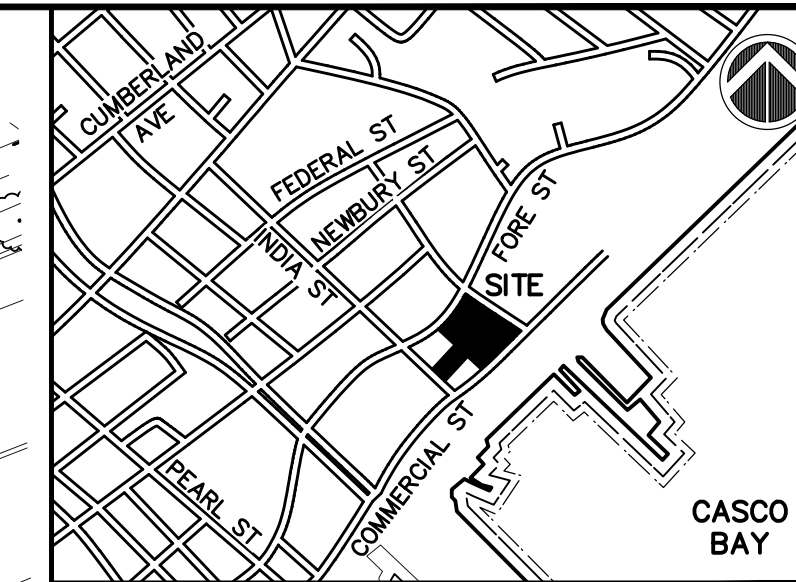 CUMBERLAND
AVE
FEDERAL ST
NEWBURY ST
INDIA ST
FORE ST
SITE
PEARL ST
COMMERCIAL ST
CASCO
BAY